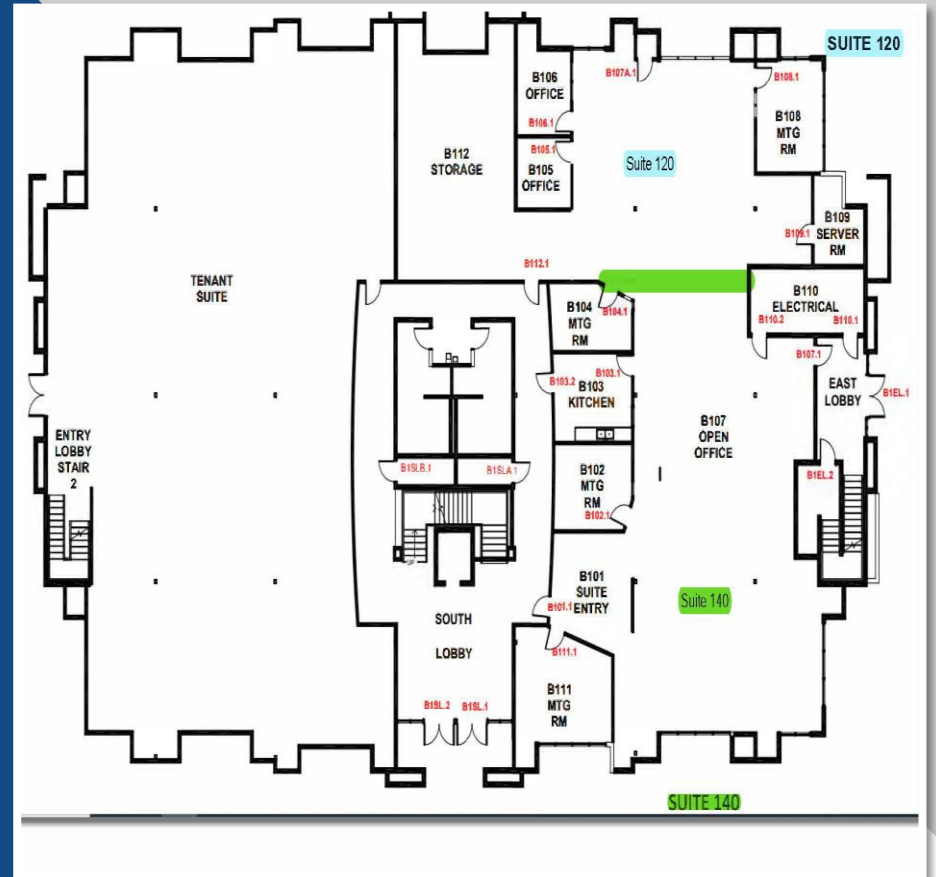 SUITE 120
B107A.1
B108.1
B106
OFFICE
B106.1
B108
MTG
RM
B105.1
B105
OFFICE
B112
STORAGE
Suite 120
B109
SERVER
RM
B109.1
B112.1
TENANT
SUITE
B110
ELECTRICAL
B110.2
B110.1
B104
MTG
RM
B104.1
B107.1
B103.2
B103.1
B103
KITCHEN
EAST
LOBBY
B1EL.1
B107
OPEN
OFFICE
ENTRY
LOBBY
STAIR
2
B1SLB.1
B1SLA.1
B102
MTG
RM
B102.1
B1EL.2
UP
B101
SUITE
ENTRY
B101.1
Suite 140
SOUTH
LOBBY
B111.1
B111
MTG
RM
B1SL.2
B1SL.1
SUITE 140